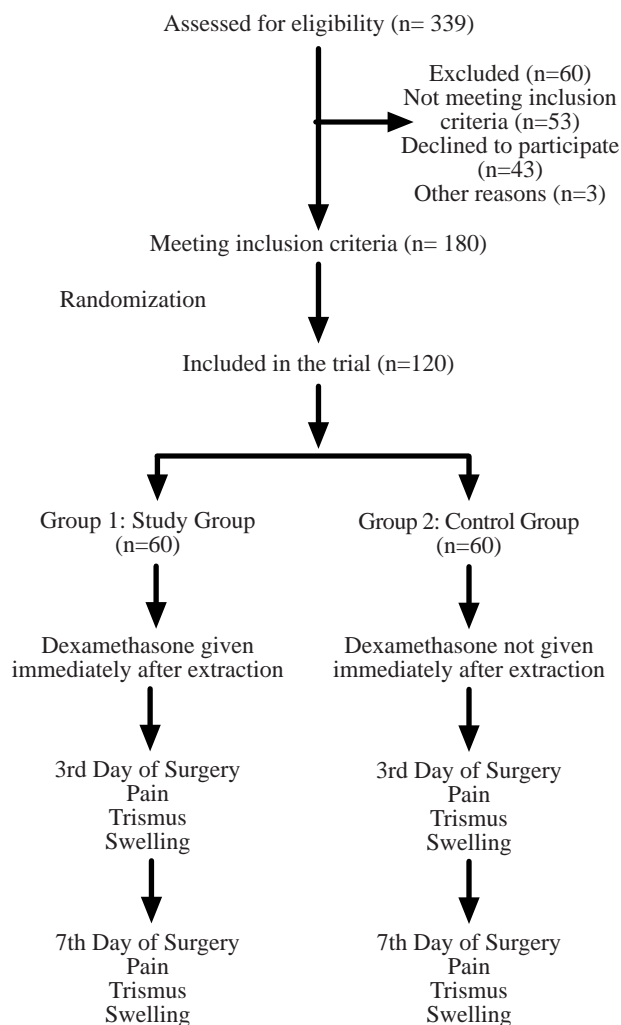 Assessed for eligibility (n= 339)
Excluded (n=60)
Not meeting inclusion
criteria (n=53)
Declined to participate
(n=43)
Other reasons (n=3)
Meeting inclusion criteria (n= 180)
Randomization
Included in the trial (n=120)
Group 1: Study Group
(n=60)
Group 2: Control Group
(n=60)
Dexamethasone given
immediately after extraction
Dexamethasone not given
immediately after extraction
3rd Day of Surgery
Pain
Trismus
Swelling
3rd Day of Surgery
Pain
Trismus
Swelling
7th Day of Surgery
Pain
Trismus
Swelling
7th Day of Surgery
Pain
Trismus
Swelling